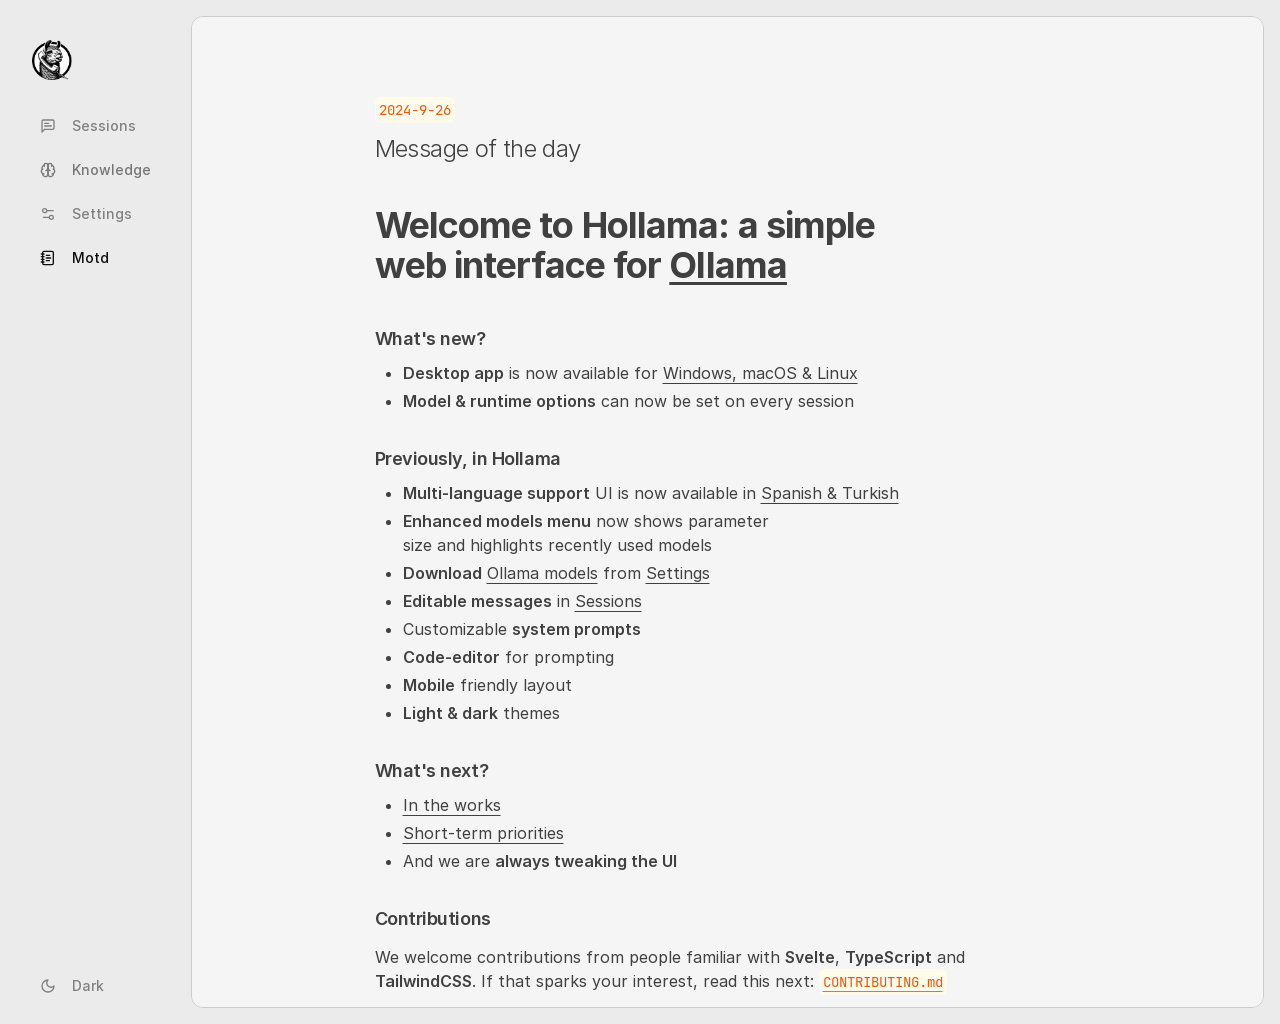 Sessions
Knowledge
Settings
Motd
Dark
2024-9-26
Message of the day
Welcome to Hollama: a simple
web interface for Ollama
What's new?
Desktop app is now available for Windows, macOS & Linux
Model & runtime options can now be set on every session
Previously, in Hollama
Multi-language support UI is now available in Spanish & Turkish
Enhanced models menu now shows parameter
size and highlights recently used models
Download Ollama models from Settings
Editable messages in Sessions
Customizable system prompts
Code-editor for prompting
Mobile friendly layout
Light & dark themes
What's next?
In the works
Short-term priorities
And we are always tweaking the UI
Contributions
We welcome contributions from people familiar with Svelte, TypeScript and
TailwindCSS. If that sparks your interest, read this next: CONTRIBUTING.md